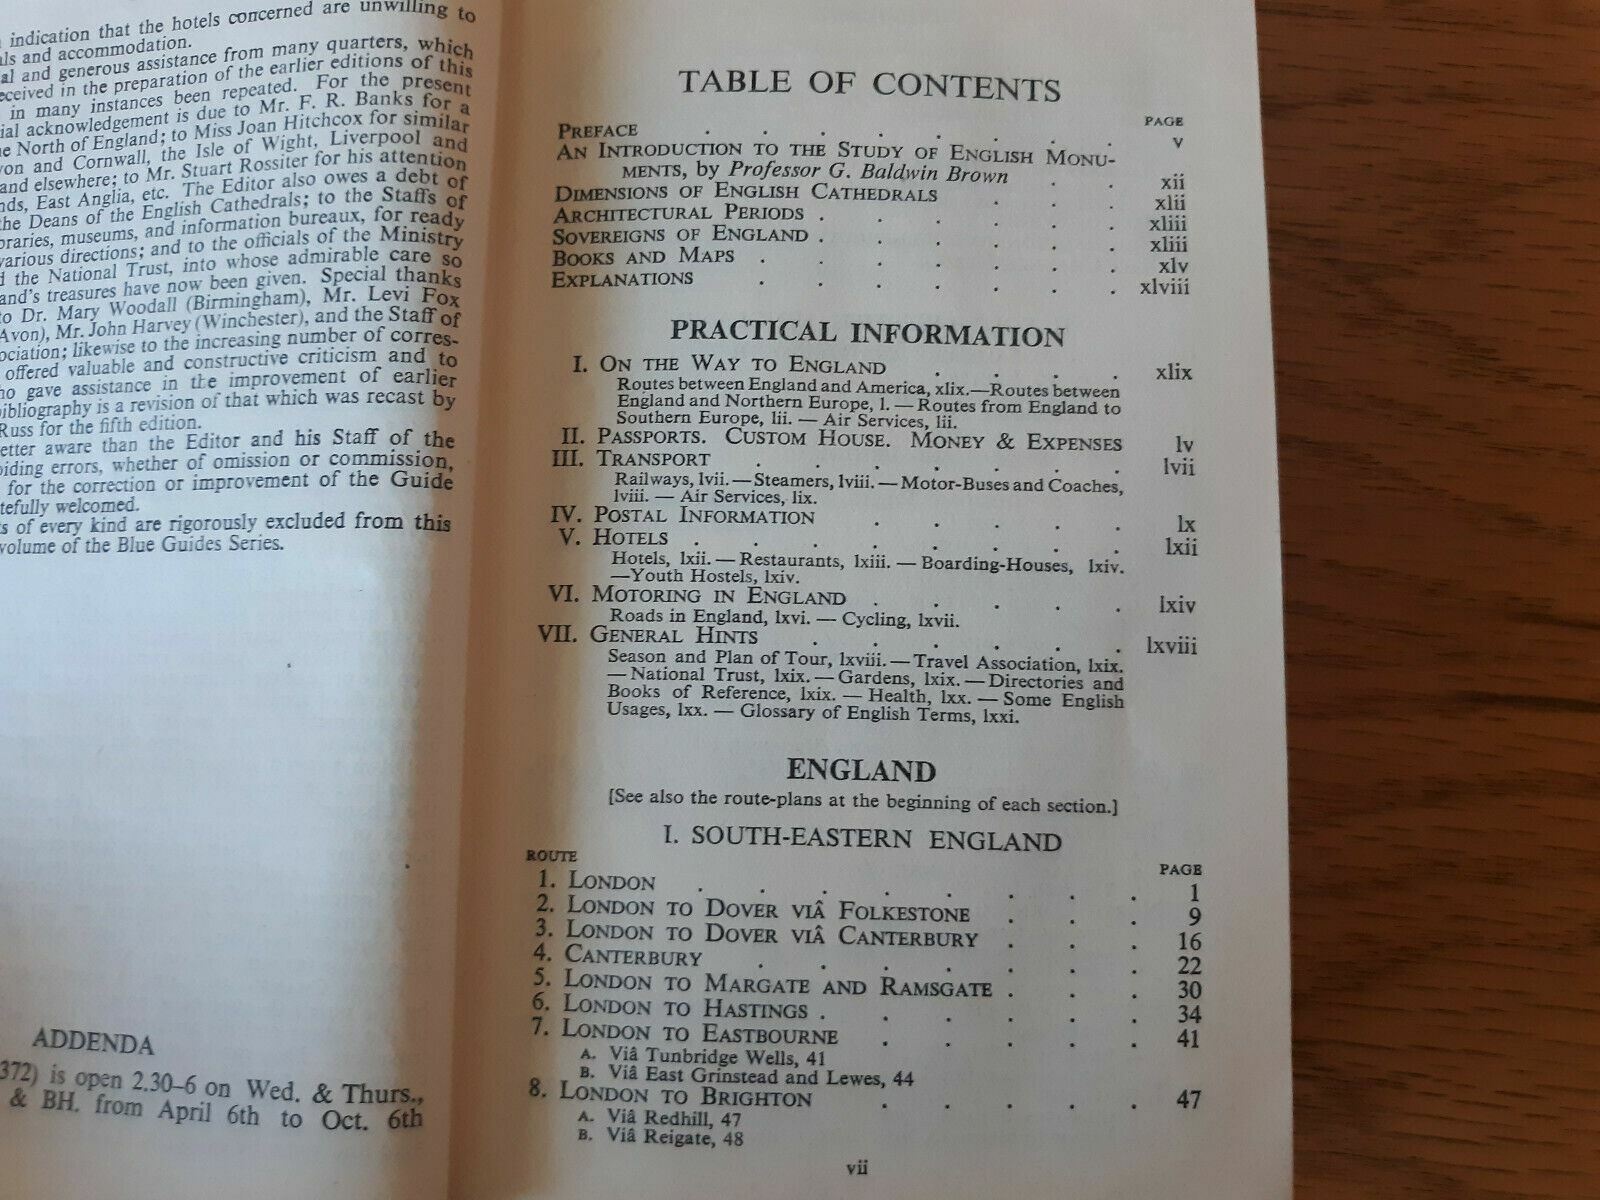 indication that the hotels concerned are unwilling to
and accommodation.
and generous assistance from many quarters, which
received in the preparation of the earlier editions of this
in many instances been repeated. For the present
acknowledgement is due to Mr. F. R. Banks for a
North of England; to Miss Joan Hitchcox for similar
and Cornwall, the Isle of Wight, Liverpool and
and elsewhere; to Mr. Stuart Rossiter for his attention
East Anglia, etc. The Editor also owes a debt of
the Deans of the English Cathedrals; to the Staffs of
museums, and information bureaux, for ready
various directions; and to the officials of the Ministry
the National Trust, into whose admirable care so
and's treasures have now been given. Special thanks
to Dr. Mary Woodall (Birmingham), Mr. Levi Fox
Avon), Mr. John Harvey (Winchester), and the Staff of
ociation; likewise to the increasing number of corres-
offered valuable and constructive criticism and to
who gave assistance in the improvement of earlier
bibliography is a revision of that which was recast by
Russ for the fifth edition.
etter aware than the Editor and his Staff of the
iding errors, whether of omission or commission,
for the correction or improvement of the Guide
tefully welcomed.
ts of every kind are rigorously excluded from this
volume of the Blue Guides Series.
ADDENDA
372) is open 2.30–6 on Wed. & Thurs.,
& BH. from April 6th to Oct. 6th
TABLE OF CONTENTS
PAGE
PREFACE . . . . . . . . v
AN INTRODUCTION TO THE STUDY OF ENGLISH MONU-
MENTS, by Professor G. Baldwin Brown . . xii
DIMENSIONS OF ENGLISH CATHEDRALS . . . xlii
ARCHITECTURAL PERIODS . . . . . . xliii
SOVEREIGNS OF ENGLAND . . . . . . xliii
BOOKS AND MAPS . . . . . . . xlv
EXPLANATIONS . . . . . . . xlviii
PRACTICAL INFORMATION
I. ON THE WAY TO ENGLAND . . . . xlix
Routes between England and America, xlix.—Routes between
England and Northern Europe, l. — Routes from England to
Southern Europe, lii. — Air Services, lii.
II. PASSPORTS. CUSTOM HOUSE. MONEY & EXPENSES lv
III. TRANSPORT . . . . . . . lvii
Railways, lvii.—Steamers, lviii.—Motor-Buses and Coaches,
lviii. — Air Services, lix.
IV. POSTAL INFORMATION . . . . . lx
V. HOTELS . . . . . . . . lxii
Hotels, lxii. — Restaurants, lxiii. — Boarding-Houses, lxiv.
—Youth Hostels, lxiv.
VI. MOTORING IN ENGLAND . . . . . lxiv
Roads in England, lxvi. — Cycling, lxvii.
VII. GENERAL HINTS . . . . . . lxviii
Season and Plan of Tour, lxviii.—Travel Association, lxix.
—National Trust, lxix.—Gardens, lxix.—Directories and
Books of Reference, lxix. — Health, lxx. — Some English
Usages, lxx. — Glossary of English Terms, lxxi.
ENGLAND
[See also the route-plans at the beginning of each section.]
I. SOUTH-EASTERN ENGLAND
ROUTE PAGE
1. LONDON . . . . . . . . 1
2. LONDON TO DOVER VIÂ FOLKESTONE . . . 9
3. LONDON TO DOVER VIÂ CANTERBURY . . . 16
4. CANTERBURY . . . . . . . 22
5. LONDON TO MARGATE AND RAMSGATE . . . 30
6. LONDON TO HASTINGS . . . . . . 34
7. LONDON TO EASTBOURNE . . . . . 41
A. Viâ Tunbridge Wells, 41
B. Viâ East Grinstead and Lewes, 44
8. LONDON TO BRIGHTON . . . . . 47
A. Viâ Redhill, 47
B. Viâ Reigate, 48
vii